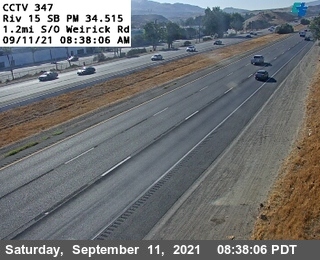 CCTV 347
Riv 15 SB PM 34.515
1.2mi S/O Weirick Rd
09/11/21 08:38:06 AM
Saturday, September 11, 2021 08:38:06 PDT